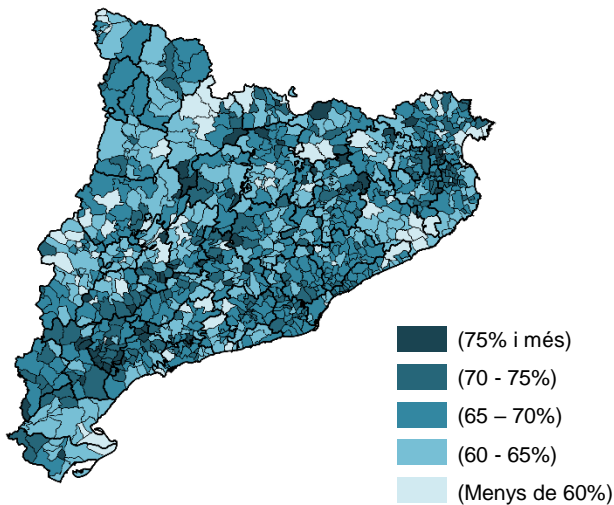 (75% i més)
(70 - 75%)
(65 – 70%)
(60 - 65%)
(Menys de 60%)